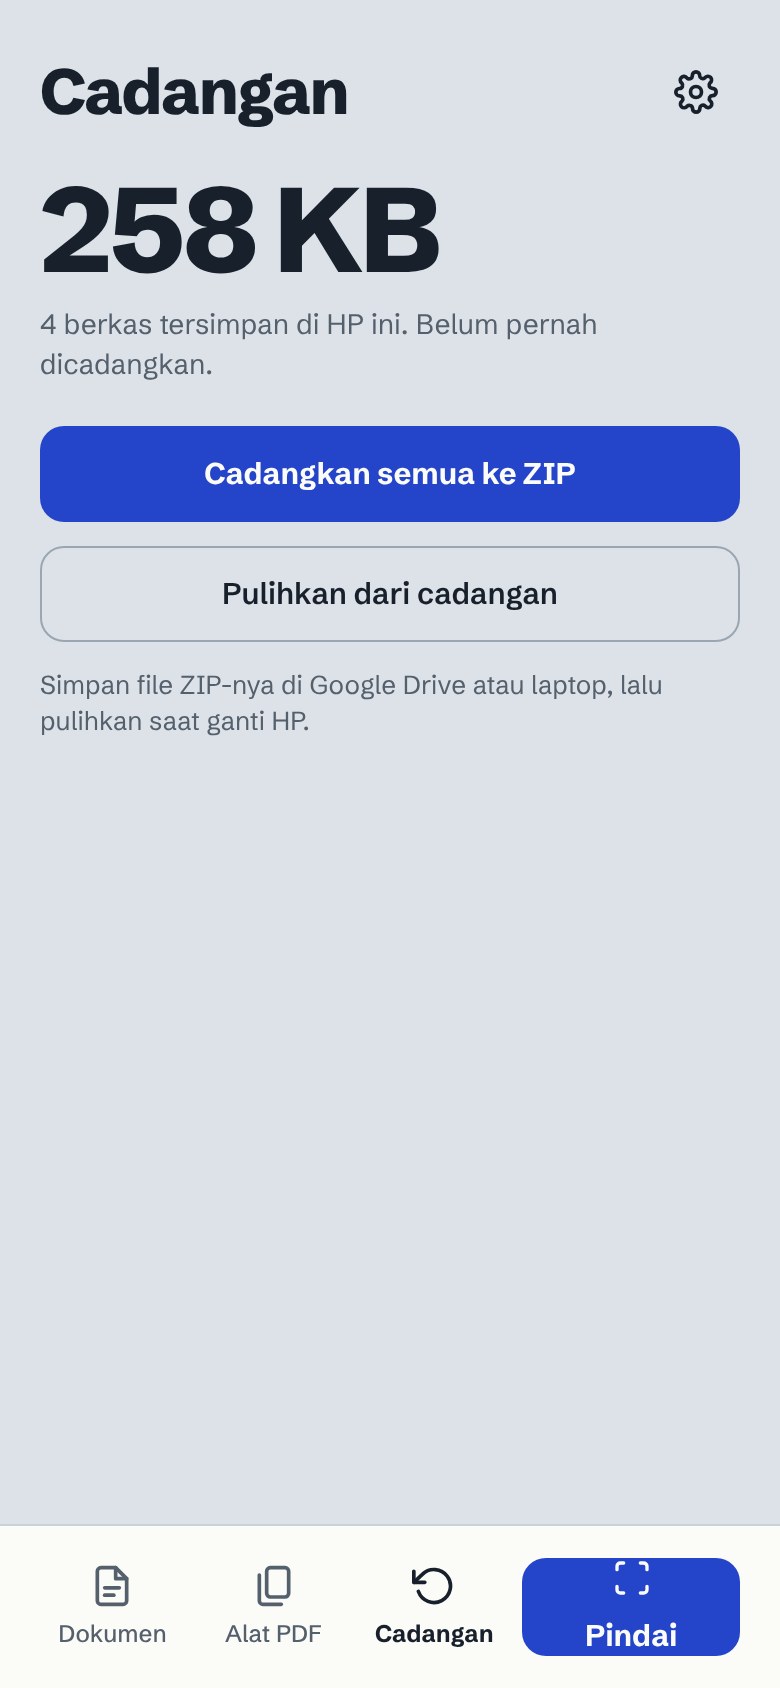 Cadangan
258 KB
4 berkas tersimpan di HP ini. Belum pernah
dicadangkan.
Cadangkan semua ke ZIP
Pulihkan dari cadangan
Simpan file ZIP-nya di Google Drive atau laptop, lalu
pulihkan saat ganti HP.
Dokumen
Alat PDF
Cadangan
Pindai